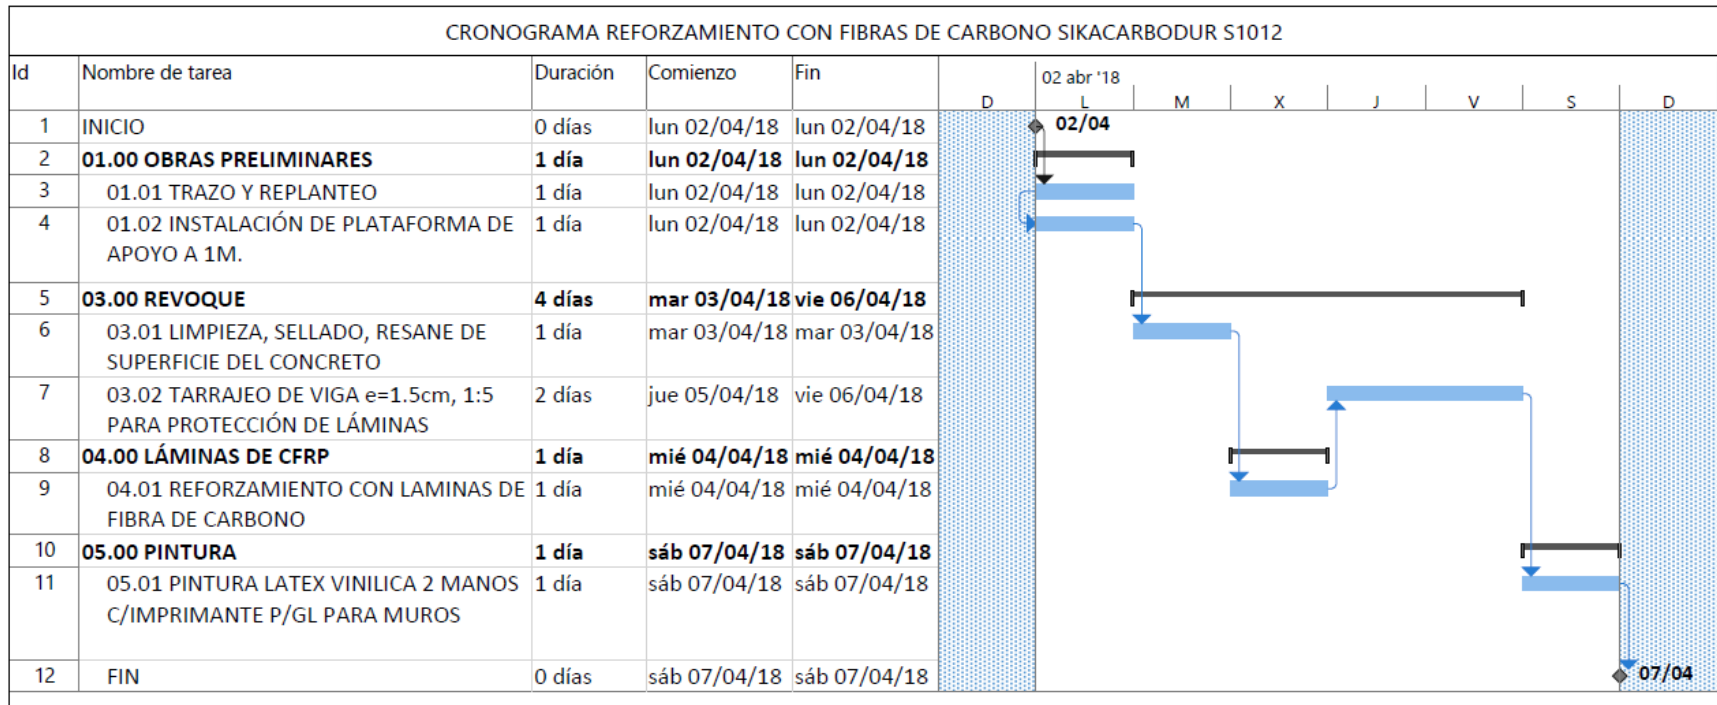 CRONOGRAMA REFORZAMIENTO CON FIBRAS DE CARBONO SIKACARBODUR S1012
Id Nombre de tarea Duración Comienzo Fin 02 abr '18
D L M X J V S D
1 INICIO 0 días lun 02/04/18 lun 02/04/18 02/04
2 01.00 OBRAS PRELIMINARES 1 día lun 02/04/18 lun 02/04/18
3 01.01 TRAZO Y REPLANTEO 1 día lun 02/04/18 lun 02/04/18
4 01.02 INSTALACIÓN DE PLATAFORMA DE 1 día lun 02/04/18 lun 02/04/18
APOYO A 1M.
5 03.00 REVOQUE 4 días mar 03/04/18 vie 06/04/18
6 03.01 LIMPIEZA, SELLADO, RESANE DE 1 día mar 03/04/18 mar 03/04/18
SUPERFICIE DEL CONCRETO
7 03.02 TARRAJEO DE VIGA e=1.5cm, 1:5 2 días jue 05/04/18 vie 06/04/18
PARA PROTECCIÓN DE LÁMINAS
8 04.00 LÁMINAS DE CFRP 1 día mié 04/04/18 mié 04/04/18
9 04.01 REFORZAMIENTO CON LAMINAS DE 1 día mié 04/04/18 mié 04/04/18
FIBRA DE CARBONO
10 05.00 PINTURA 1 día sáb 07/04/18 sáb 07/04/18
11 05.01 PINTURA LATEX VINILICA 2 MANOS 1 día sáb 07/04/18 sáb 07/04/18
C/IMPRIMANTE P/GL PARA MUROS
12 FIN 0 días sáb 07/04/18 sáb 07/04/18 07/04